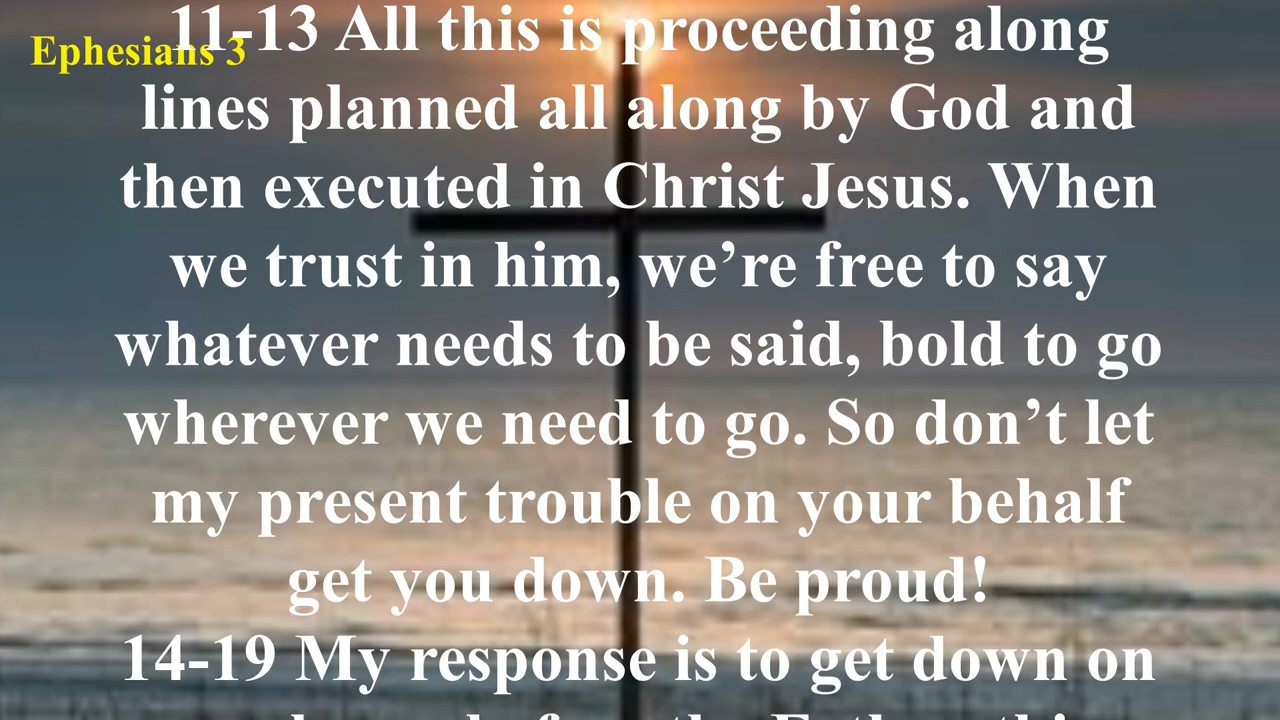 Ephesians 3
11-13 All this is proceeding along
lines planned all along by God and
then executed in Christ Jesus. When
we trust in him, we’re free to say
whatever needs to be said, bold to go
wherever we need to go. So don’t let
my present trouble on your behalf
get you down. Be proud!
14-19 My response is to get down on